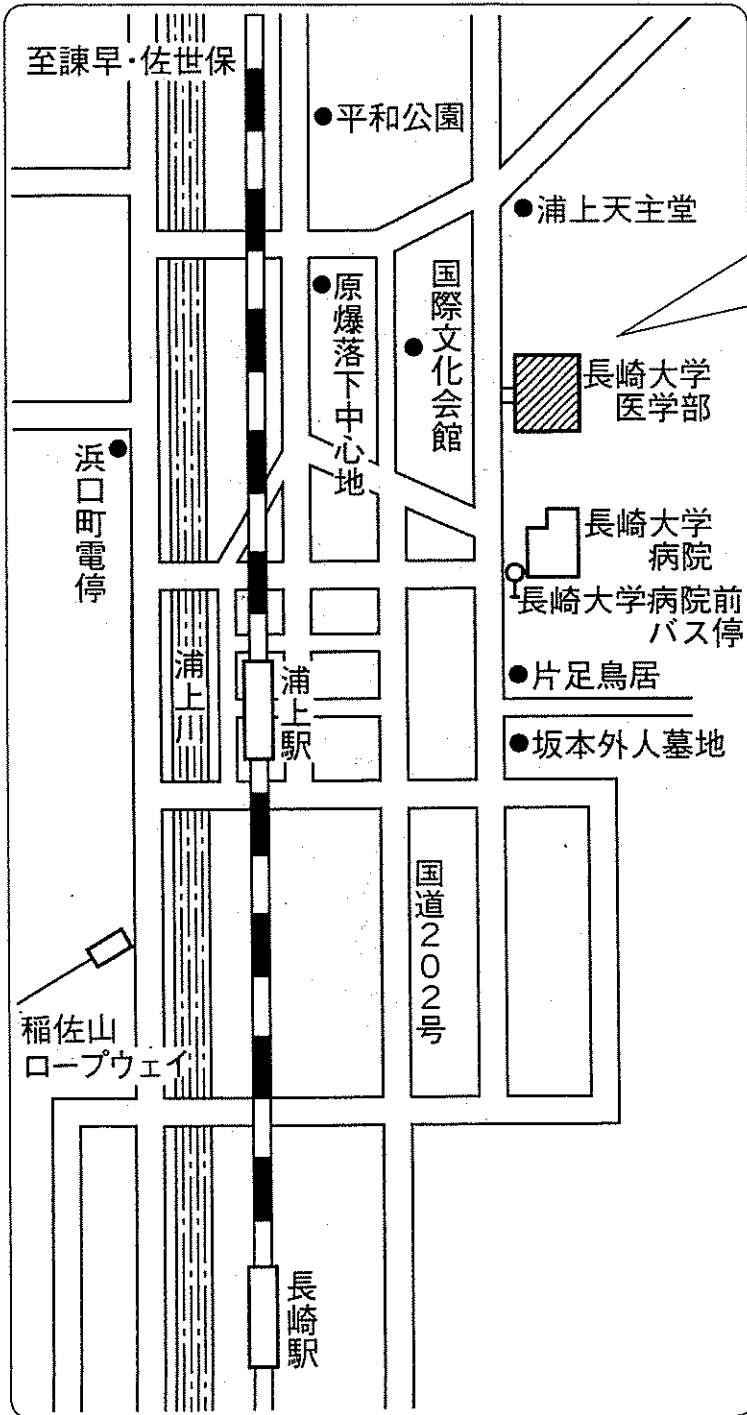 至諫早・佐世保
平和公園
浦上天主堂
原爆落下中心地
国際文化会館
長崎大学
医学部
浜口町電停
長崎大学
病院
長崎大学病院前
バス停
浦上川
浦上駅
片足鳥居
坂本外人墓地
国道202号
稲佐山
ロープウェイ
長崎駅